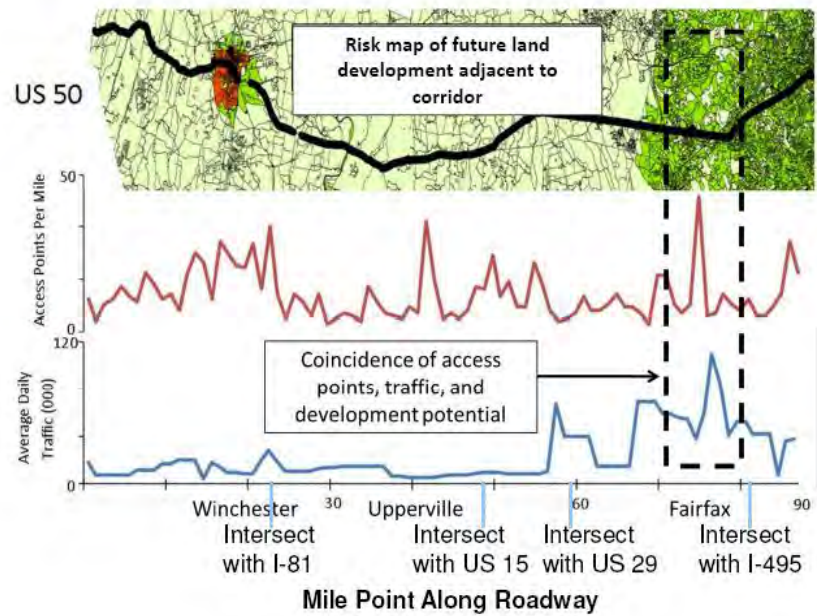 Risk map of future land
development adjacent to
corridor
US 50
50
Access Points Per Mile
0
120
Average Daily
Traffic (000)
0
Coincidence of access
points, traffic, and
development potential
Winchester 30 Upperville 60 Fairfax 90
Intersect Intersect Intersect Intersect
with I-81 with US 15 with US 29 with I-495
Mile Point Along Roadway